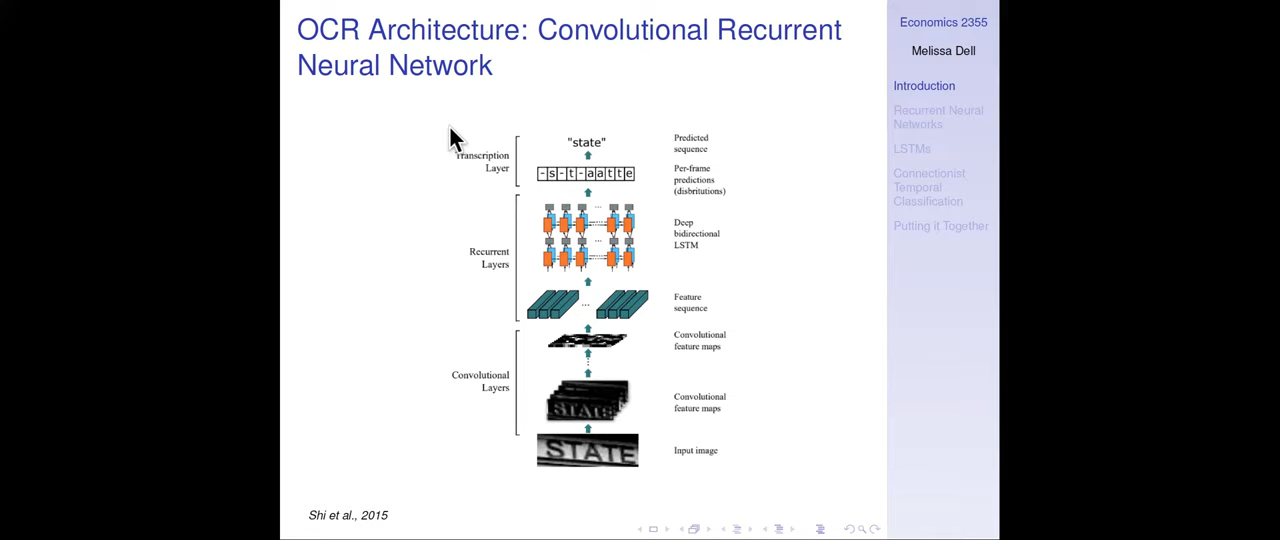 OCR Architecture: Convolutional Recurrent
Neural Network
Economics 2355
Melissa Dell
Introduction
Recurrent Neural
Networks
LSTMs
Connectionist
Temporal
Classification
Putting it Together
Transcription
Layer
"state"
Predicted
sequence
-s-t-aatte
Per-frame
predictions
(disbritutions)
Recurrent
Layers
...
Deep
bidirectional
LSTM
...
...
Feature
sequence
Convolutional
Layers
Convolutional
feature maps
STATE
Convolutional
feature maps
STATE
Input image
Shi et al., 2015